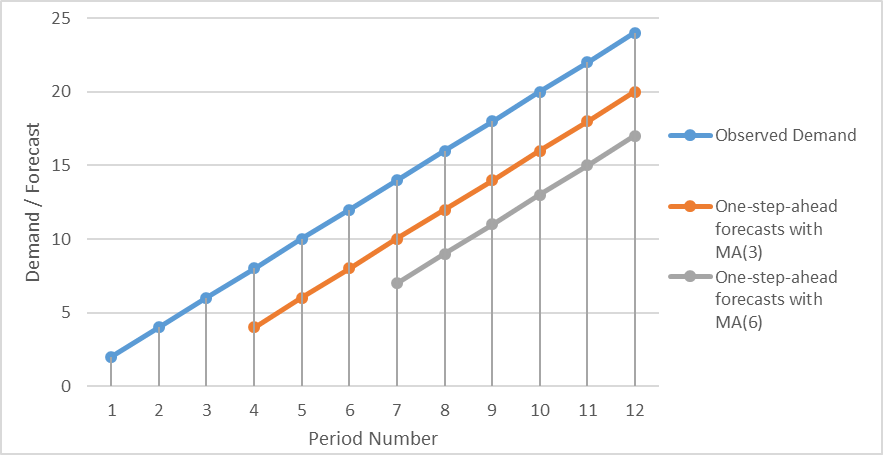 25
20
15
10
5
0
Demand / Forecast
1 2 3 4 5 6 7 8 9 10 11 12
Period Number
Observed Demand
One-step-ahead
forecasts with
MA(3)
One-step-ahead
forecasts with
MA(6)